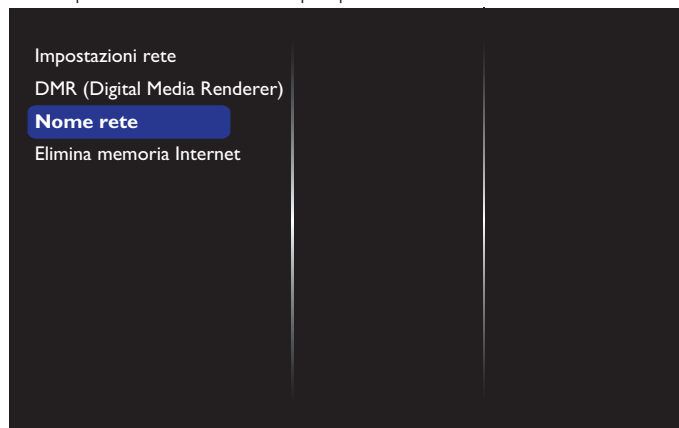 Impostazioni rete
DMR (Digital Media Renderer)
Nome rete
Elimina memoria Internet